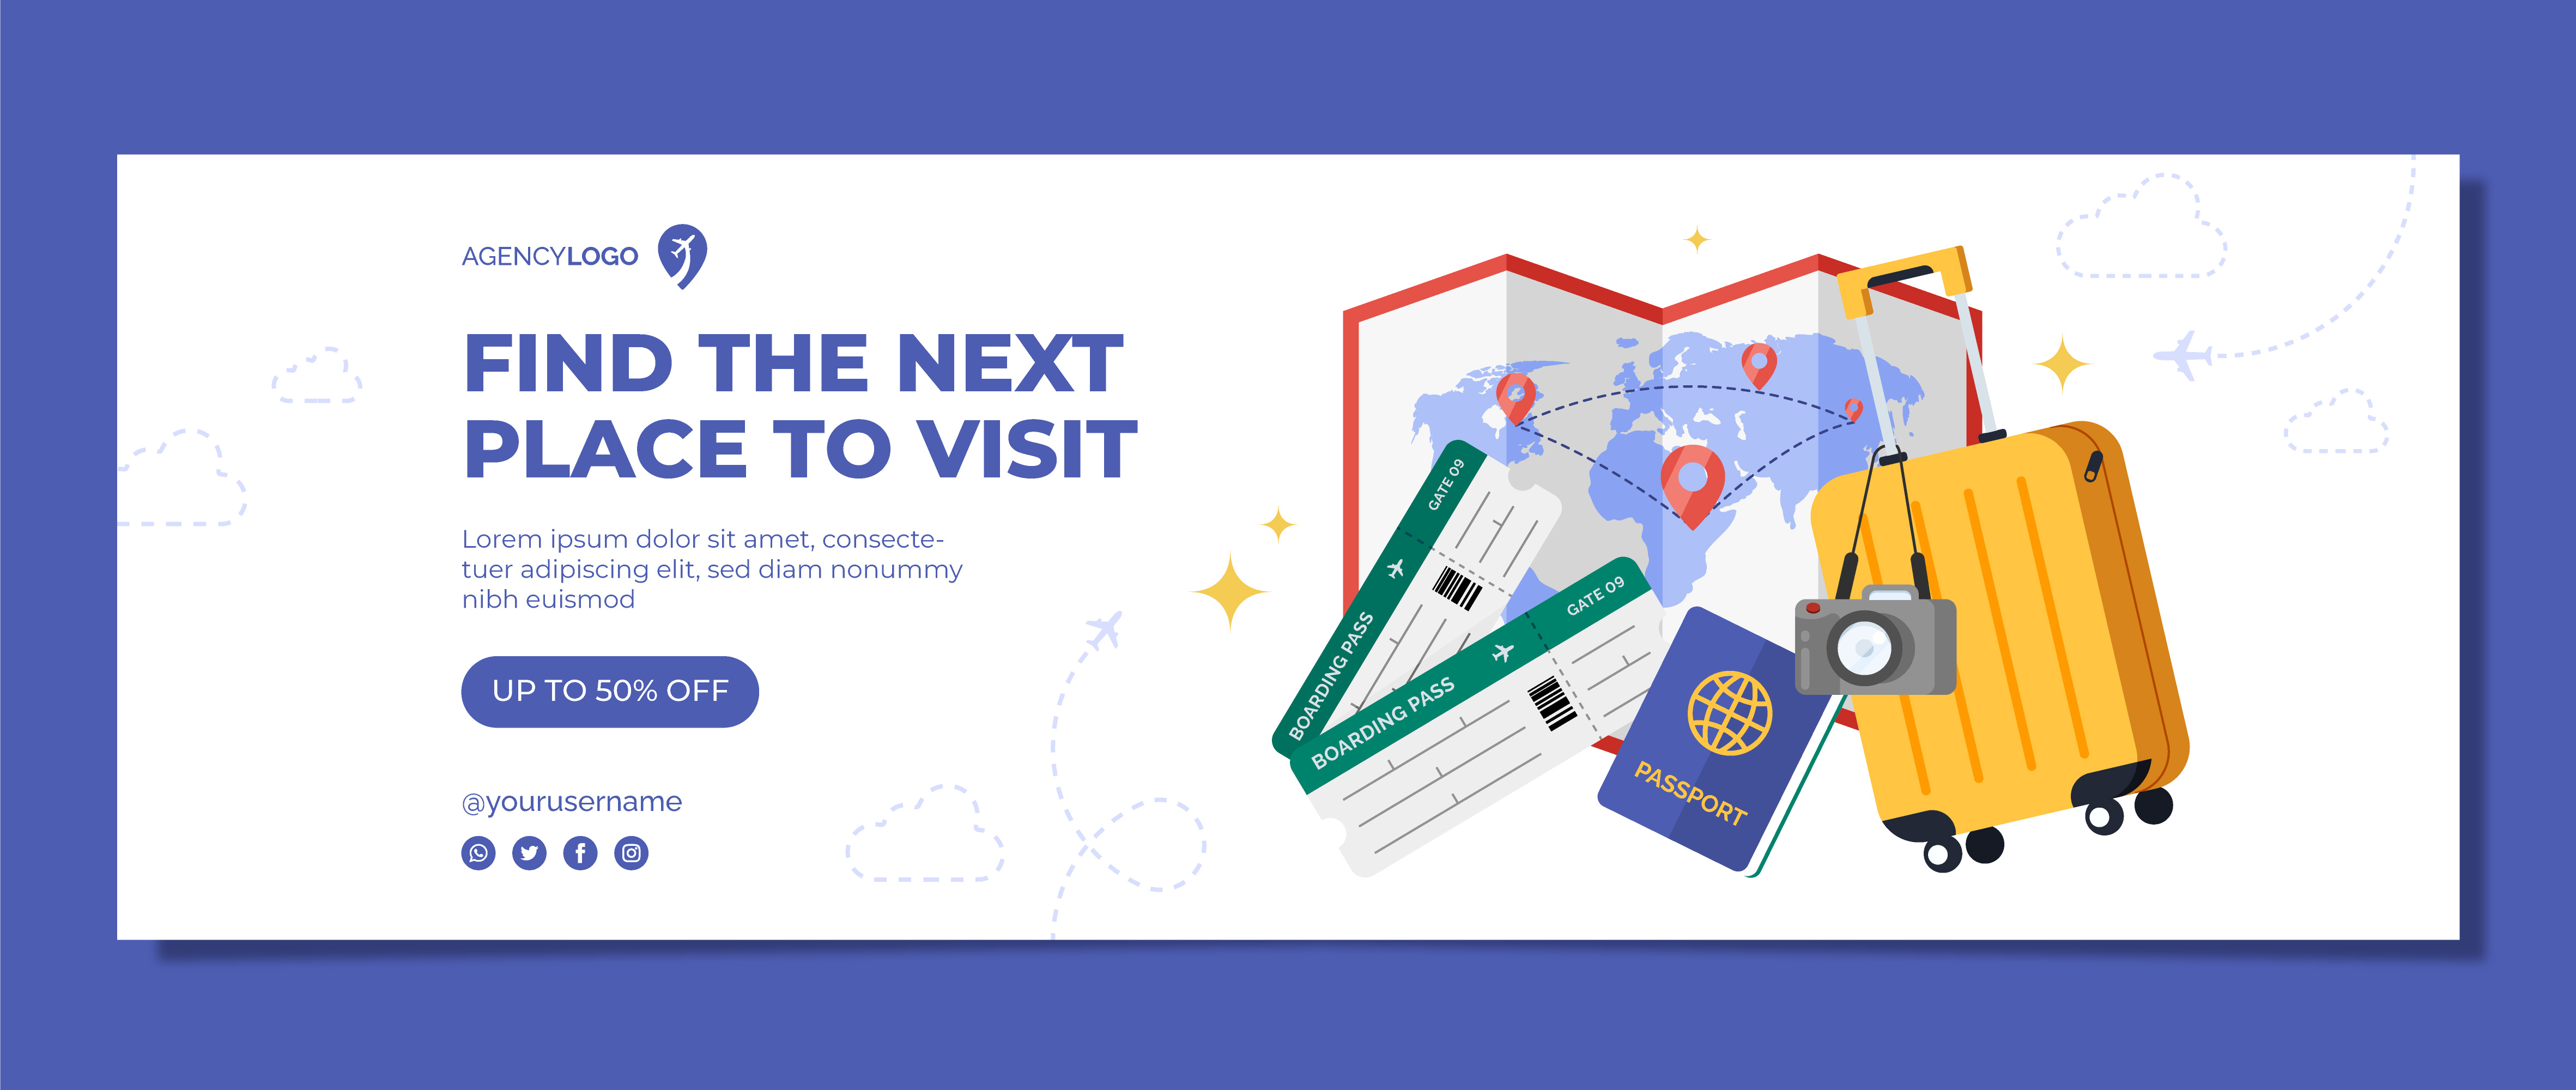 AGENCYLOGO
FIND THE NEXT
PLACE TO VISIT
Lorem ipsum dolor sit amet, consecte-
tuer adipiscing elit, sed diam nonummy
nibh euismod
UP TO 50% OFF
@yourusername
BOARDING PASS
GATE 09
BOARDING PASS
GATE 09
PASSPORT